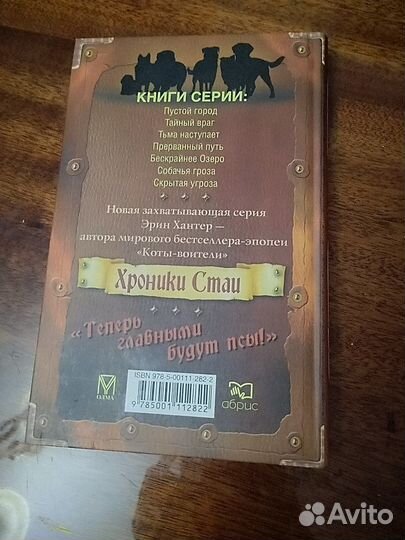 КНИГИ СЕРИИ:
Пустой город
Тайный враг
Тьма наступает
Прерванный путь
Бескрайнее Озеро
Собачья гроза
Скрытая угроза
Новая захватывающая серия
Эрин Хантер —
автора мирового бестселлера-эпопеи
«Коты-воители»
Хроники Стаи
«Теперь
главными
будут псы!»
ОЛМА
ISBN 978-5-00111-282-2
9785001112822
абрис
Avito